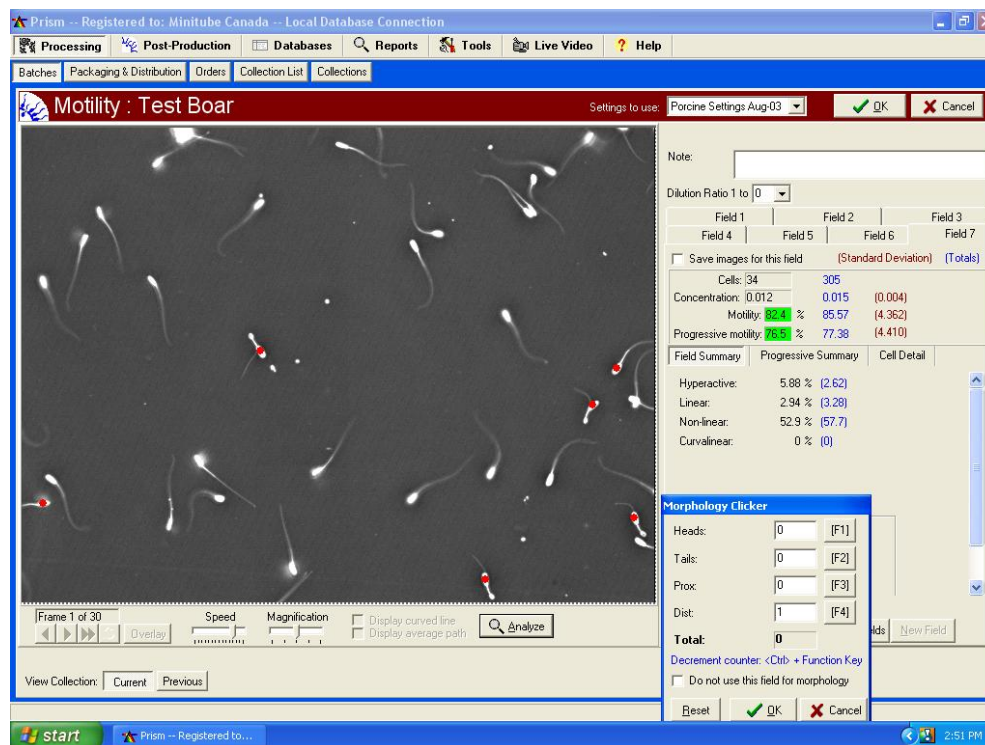 Prism -- Registered to: Minitube Canada -- Local Database Connection
Processing Post-Production Databases Reports Tools Live Video ? Help
Batches Packaging & Distribution Orders Collection List Collections
Motility : Test Boar Settings to use: Porcine Settings Aug-03 OK Cancel
Note:
Dilution Ratio 1 to 0
Field 1 Field 2 Field 3
Field 4 Field 5 Field 6 Field 7
Save images for this field (Standard Deviation) (Totals)
Cells: 34 305
Concentration: 0.012 0.015 (0.004)
Motility: 82.4 % 85.57 (4.362)
Progressive motility: 76.5 % 77.38 (4.410)
Field Summary Progressive Summary Cell Detail
Hyperactive: 5.88 % (2.62)
Linear: 2.94 % (3.28)
Non-linear: 52.9 % (57.7)
Curvalinear: 0 % (0)
Morphology Clicker
Heads: 0 [F1]
Tails: 0 [F2]
Prox: 0 [F3]
Dist: 1 [F4]
Total: 0
Decrement counter: <Ctrl> + Function Key
Do not use this field for morphology
Reset OK Cancel
lds New Field
Frame 1 of 30 Speed Magnification Display curved line
Overlay Display average path Analyze
View Collection: Current Previous
start Prism -- Registered to... 2:51 PM